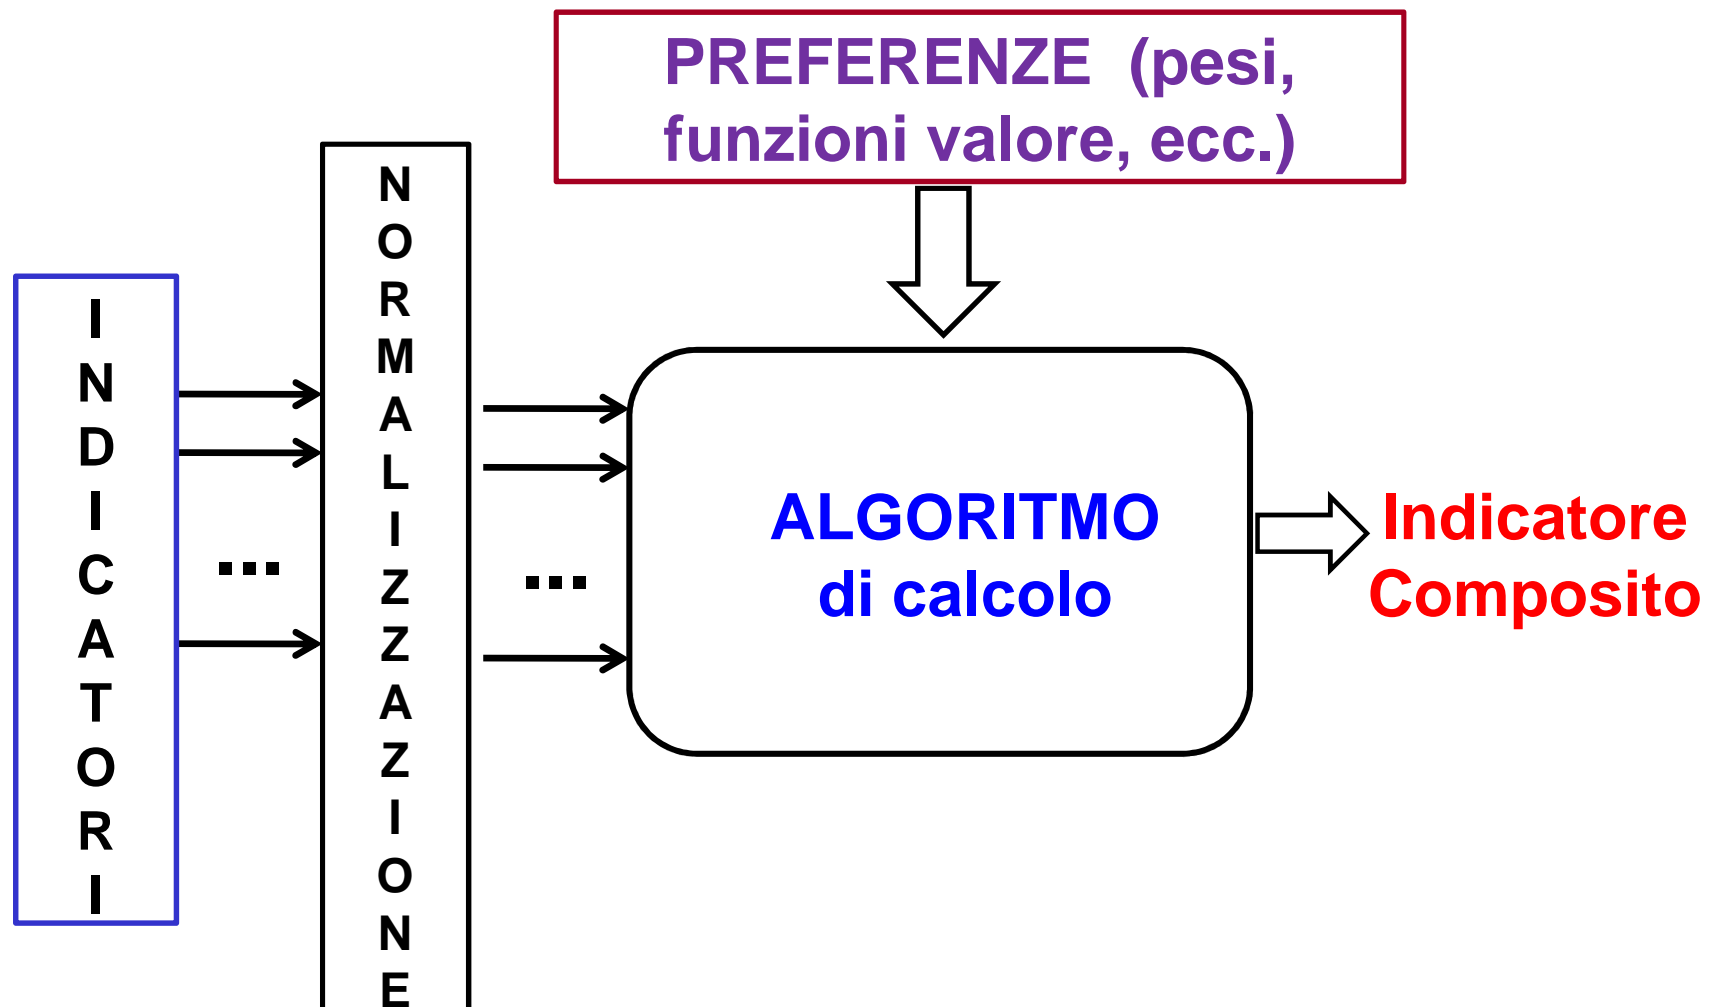 PREFERENZE (pesi,
funzioni valore, ecc.)
INDICATORI
NORMALIZZAZIONE
...
...
ALGORITMO
di calcolo
Indicatore
Composito